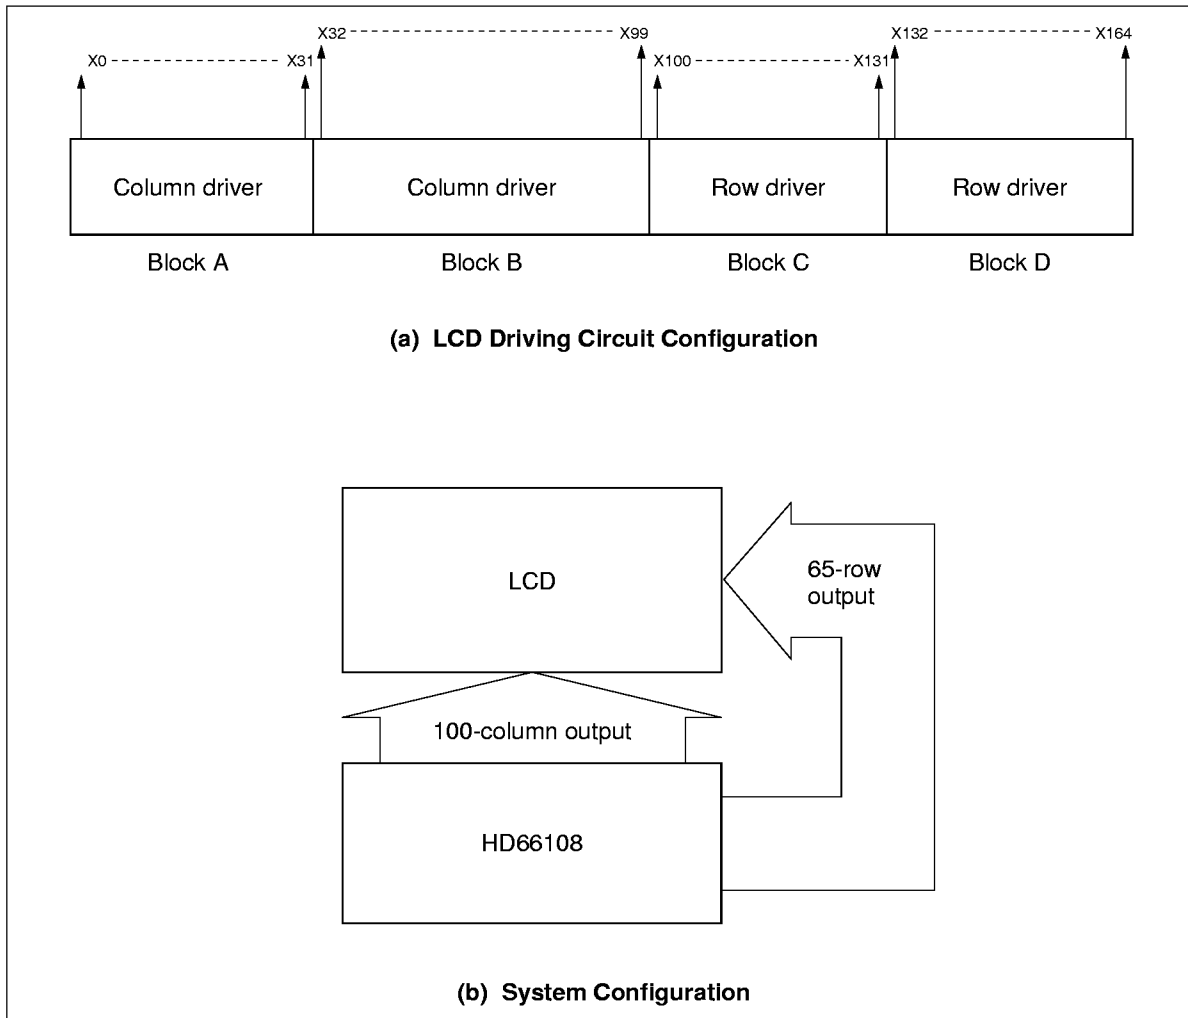 X32 X99 X132 X164
X0 X31 X100 X131
Column driver Column driver Row driver Row driver
Block A Block B Block C Block D
(a) LCD Driving Circuit Configuration
LCD
65-row
output
100-column output
HD66108
(b) System Configuration